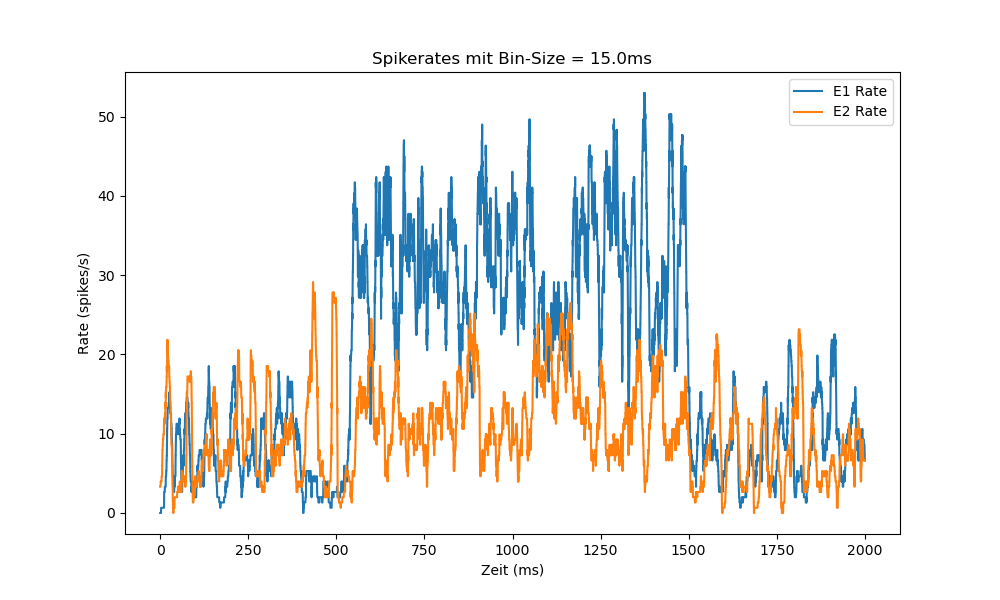 Spikerates mit Bin-Size = 15.0ms
E1 Rate
E2 Rate
50
40
30
20
10
0
Rate (spikes/s)
0 250 500 750 1000 1250 1500 1750 2000
Zeit (ms)